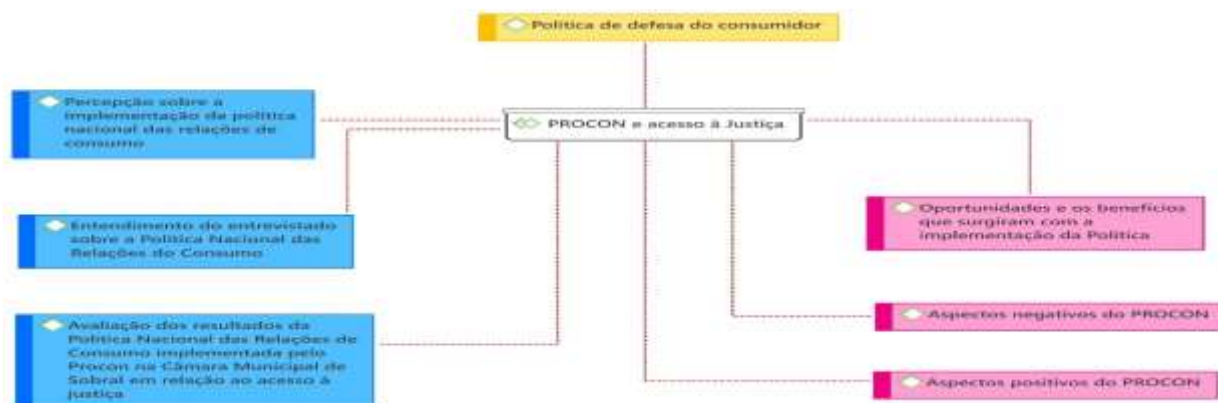 Política de defesa do consumidor
Percepção sobre a
implementação da política
nacional das relações de
consumo
PROCON e acesso à Justiça
Entendimento do entrevistado
sobre a Política Nacional das
Relações do Consumo
Oportunidades e os benefícios
que surgiram com a
implementação da Política
Avaliação dos resultados da
Política Nacional das Relações de
Consumo implementada pelo
Procon na Câmara Municipal de
Sobral em relação ao acesso à
justiça
Aspectos negativos do PROCON
Aspectos positivos do PROCON